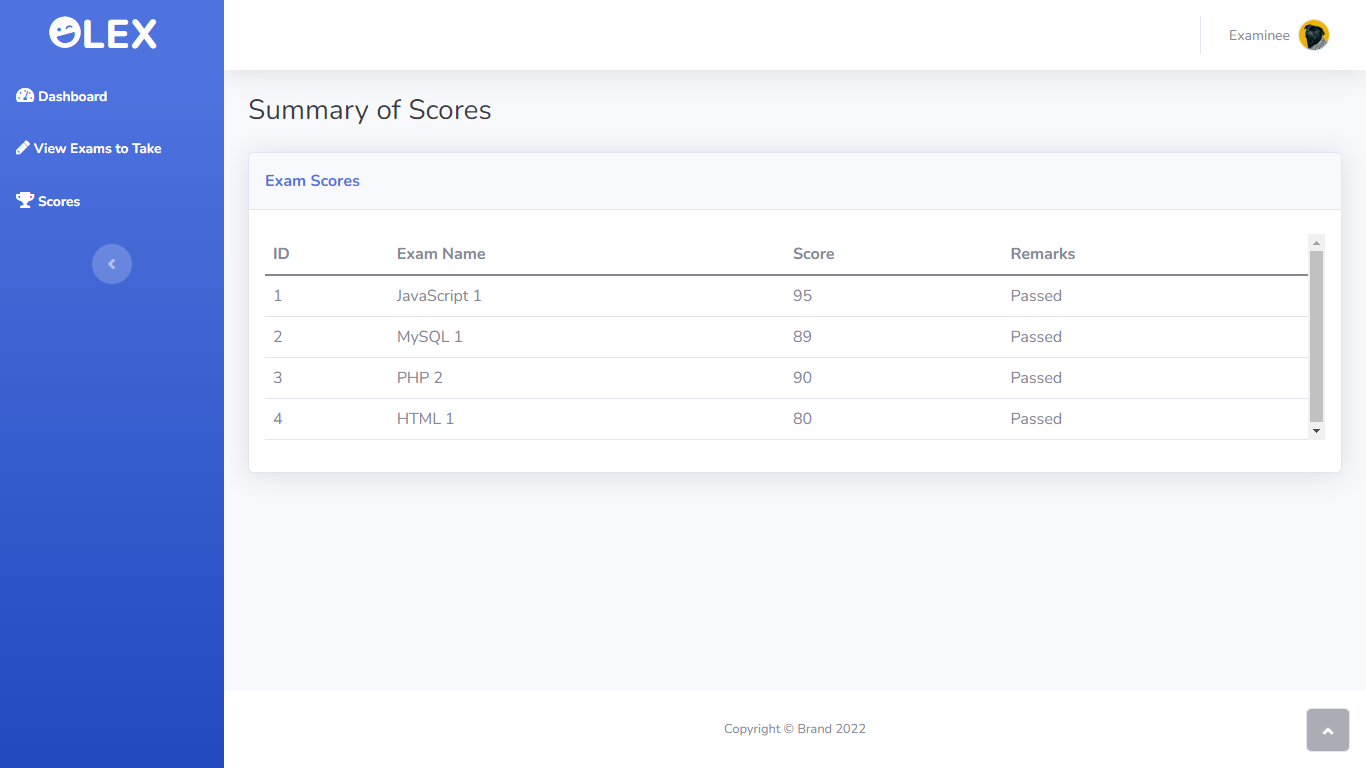 OLEX
Examinee
Dashboard
View Exams to Take
Scores
Summary of Scores
Exam Scores
ID Exam Name Score Remarks
1 JavaScript 1 95 Passed
2 MySQL 1 89 Passed
3 PHP 2 90 Passed
4 HTML 1 80 Passed
Copyright © Brand 2022